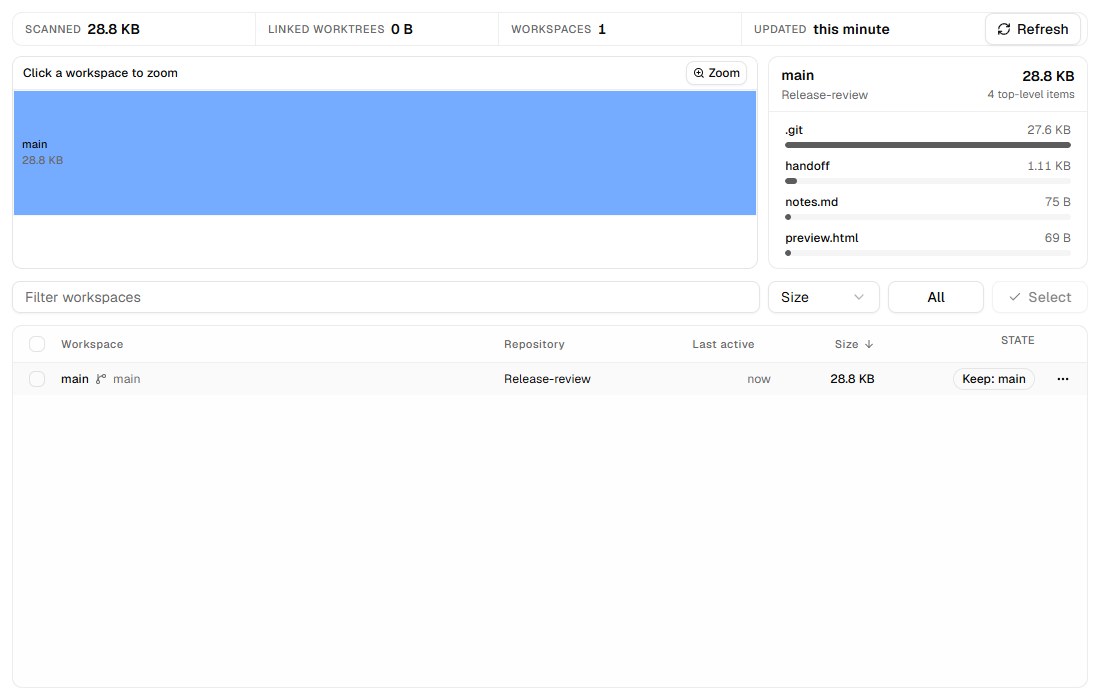 SCANNED 28.8 KB LINKED WORKTREES 0 B WORKSPACES 1 UPDATED this minute Refresh
Click a workspace to zoom Zoom
main
28.8 KB
main 28.8 KB
Release-review 4 top-level items
.git 27.6 KB
handoff 1.11 KB
notes.md 75 B
preview.html 69 B
Filter workspaces Size All Select
Workspace Repository Last active Size STATE
main main Release-review now 28.8 KB Keep: main